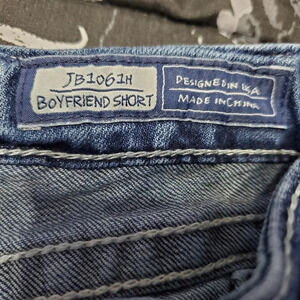 JB1061H
BOYFRIEND SHORT
DESIGNED IN USA
MADE IN CHINA